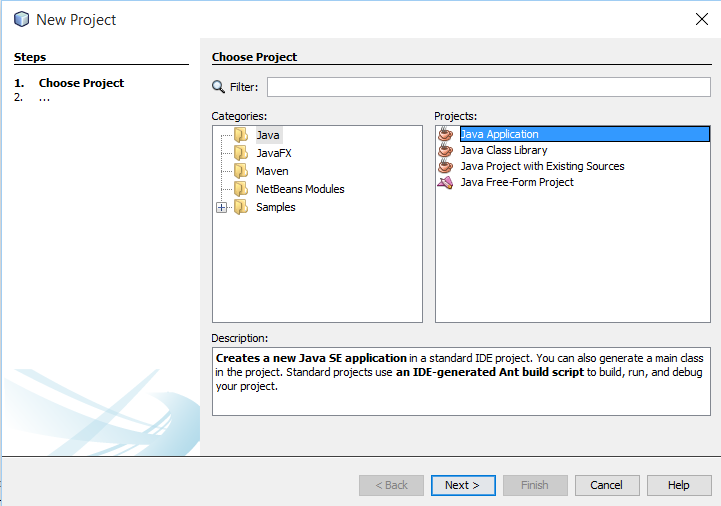 New Project
Steps
1. Choose Project
2. ...
Choose Project
Filter:
Categories:
Java
JavaFX
Maven
NetBeans Modules
Samples
Projects:
Java Application
Java Class Library
Java Project with Existing Sources
Java Free-Form Project
Description:
Creates a new Java SE application in a standard IDE project. You can also generate a main class
in the project. Standard projects use an IDE-generated Ant build script to build, run, and debug
your project.
< Back
Next >
Finish
Cancel
Help